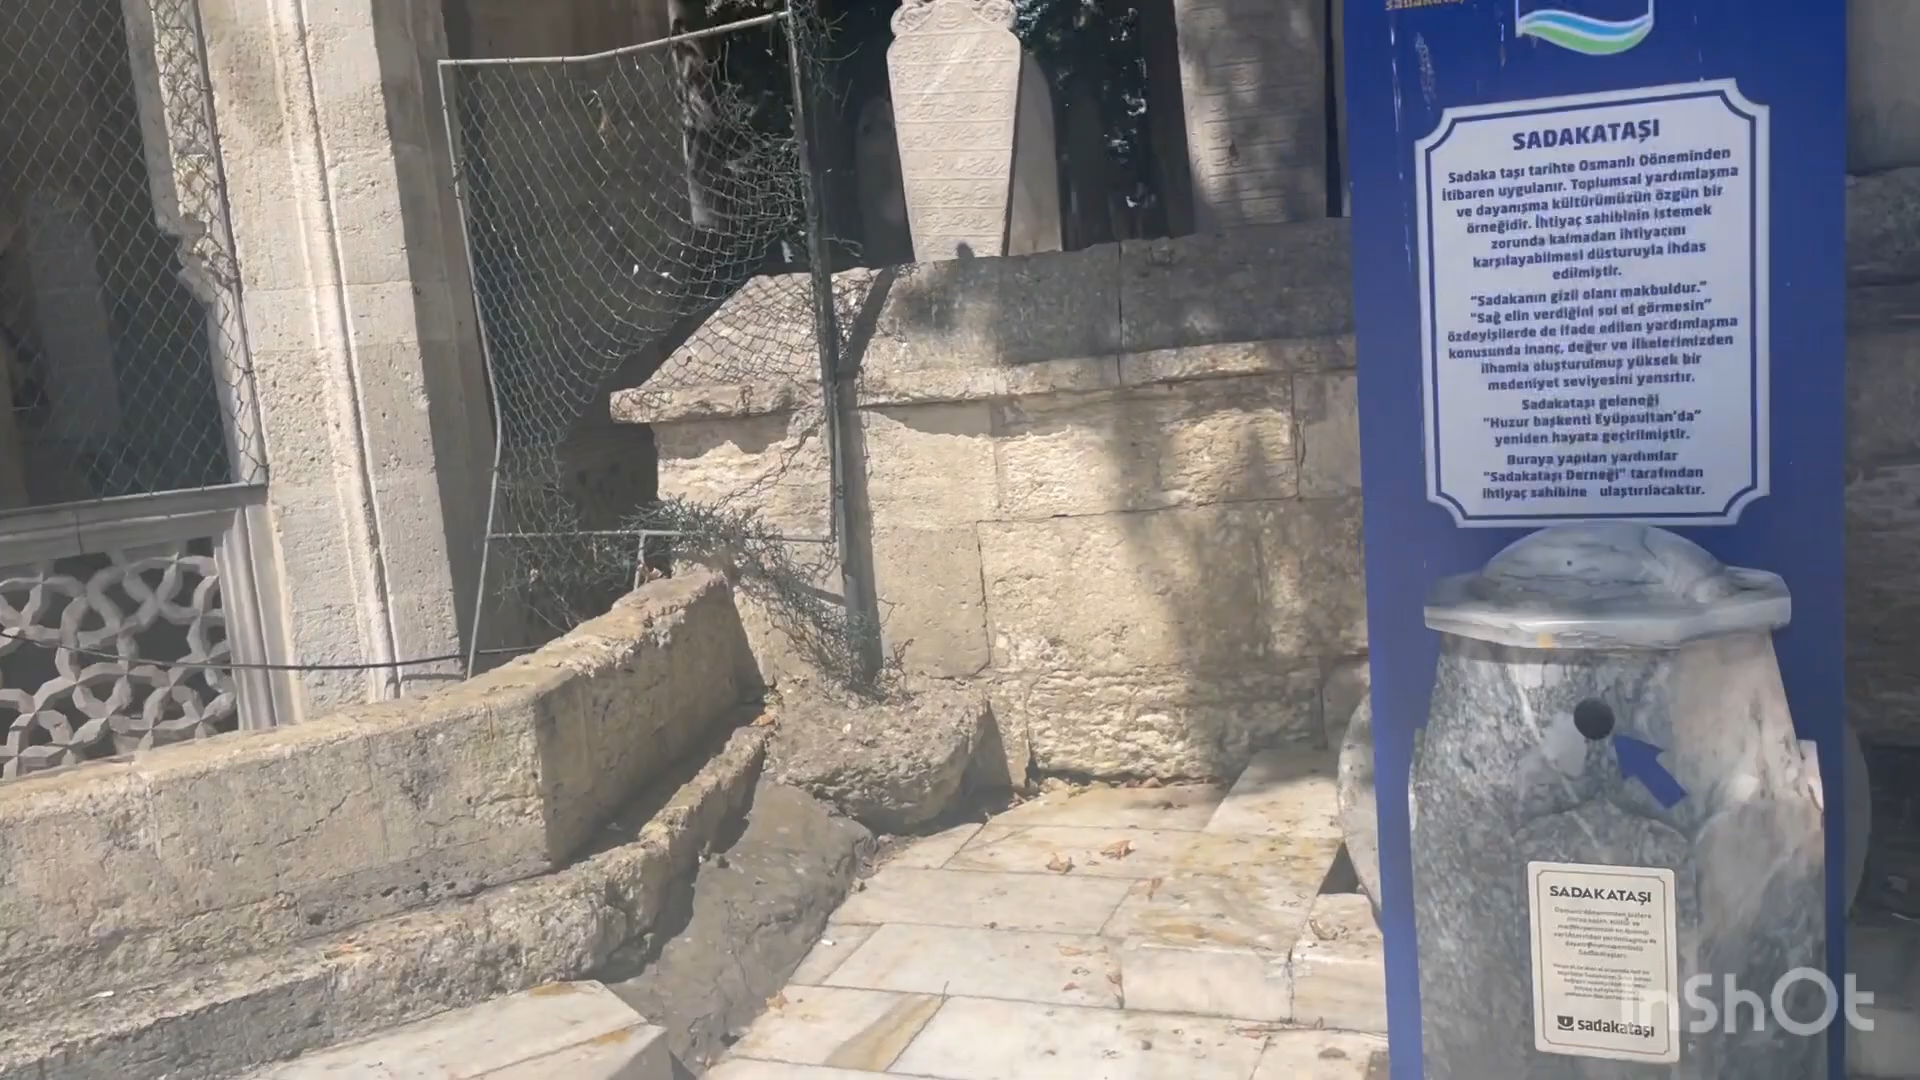 sadakataşı
SADAKATAŞI
Sadaka taşı tarihte Osmanlı Döneminden
itibaren uygulanır. Toplumsal yardımlaşma
ve dayanışma kültürümüzün özgün bir
örneğidir. İhtiyaç sahibinin istemek
zorunda kalmadan ihtiyacını
karşılayabilmesi düsturuyla ihdas
edilmiştir.
"Sadakanın gizli olanı makbuldur."
"Sağ elin verdiğini sol el görmesin"
özdeyişilerde de ifade edilen yardımlaşma
konusunda inanç, değer ve ilkelerimizden
ilhamla oluşturulmuş yüksek bir
medeniyet seviyesini yansıtır.
Sadakataşı geleneği
"Huzur başkenti Eyüpsultan'da"
yeniden hayata geçirilmiştir.
Buraya yapılan yardımlar
"Sadakataşı Derneği" tarafından
ihtiyaç sahibine ulaştırılacaktır.
SADAKATAŞI
sadakataşı
InShOt